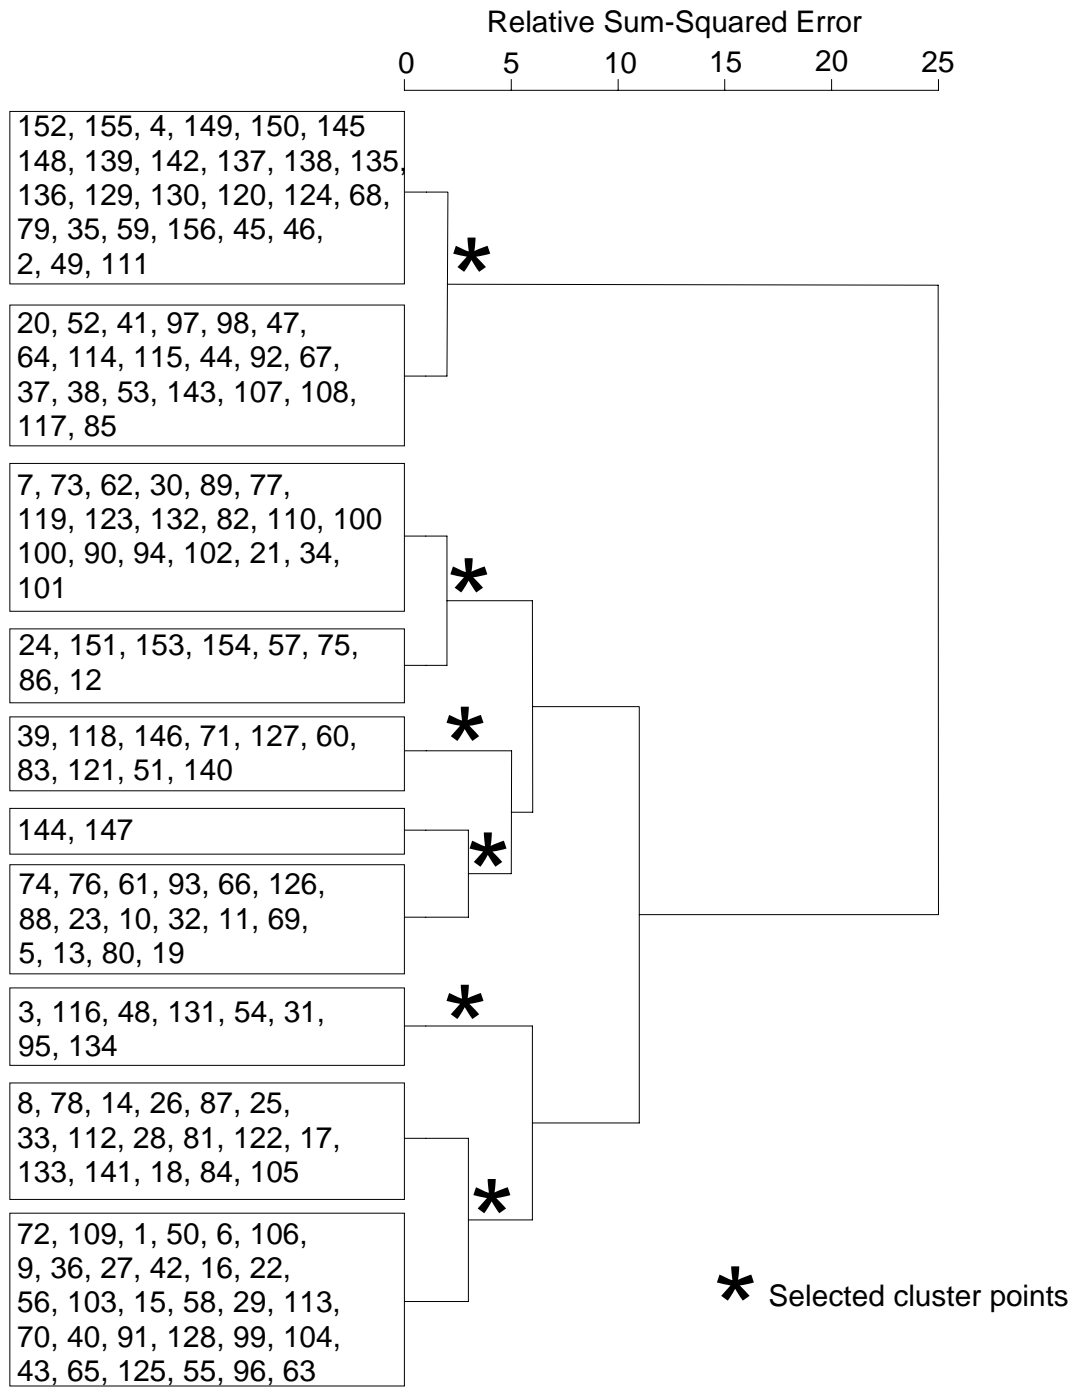 Relative Sum-Squared Error
0 5 10 15 20 25
152, 155, 4, 149, 150, 145
148, 139, 142, 137, 138, 135,
136, 129, 130, 120, 124, 68,
79, 35, 59, 156, 45, 46,
2, 49, 111
20, 52, 41, 97, 98, 47,
64, 114, 115, 44, 92, 67,
37, 38, 53, 143, 107, 108,
117, 85
7, 73, 62, 30, 89, 77,
119, 123, 132, 82, 110, 100
100, 90, 94, 102, 21, 34,
101
24, 151, 153, 154, 57, 75,
86, 12
39, 118, 146, 71, 127, 60,
83, 121, 51, 140
144, 147
74, 76, 61, 93, 66, 126,
88, 23, 10, 32, 11, 69,
5, 13, 80, 19
3, 116, 48, 131, 54, 31,
95, 134
8, 78, 14, 26, 87, 25,
33, 112, 28, 81, 122, 17,
133, 141, 18, 84, 105
72, 109, 1, 50, 6, 106,
9, 36, 27, 42, 16, 22,
56, 103, 15, 58, 29, 113,
70, 40, 91, 128, 99, 104,
43, 65, 125, 55, 96, 63
* Selected cluster points